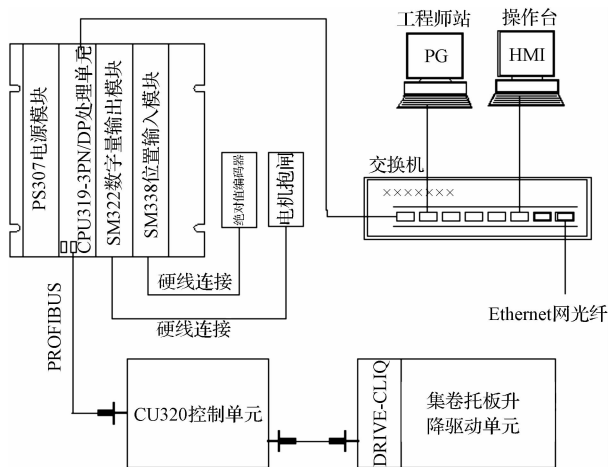 工程师站
操作台
PG
HMI
PS307电源模块
CPU319-3PN/DP处理单元
SM322数字量输出模块
SM338位置输入模块
绝对值编码器
电机抱闸
交换机
×××××××
硬线连接
硬线连接
Ethernet网光纤
PROFIBUS
CU320控制单元
DRIVE-CLIQ
集卷托板升
降驱动单元